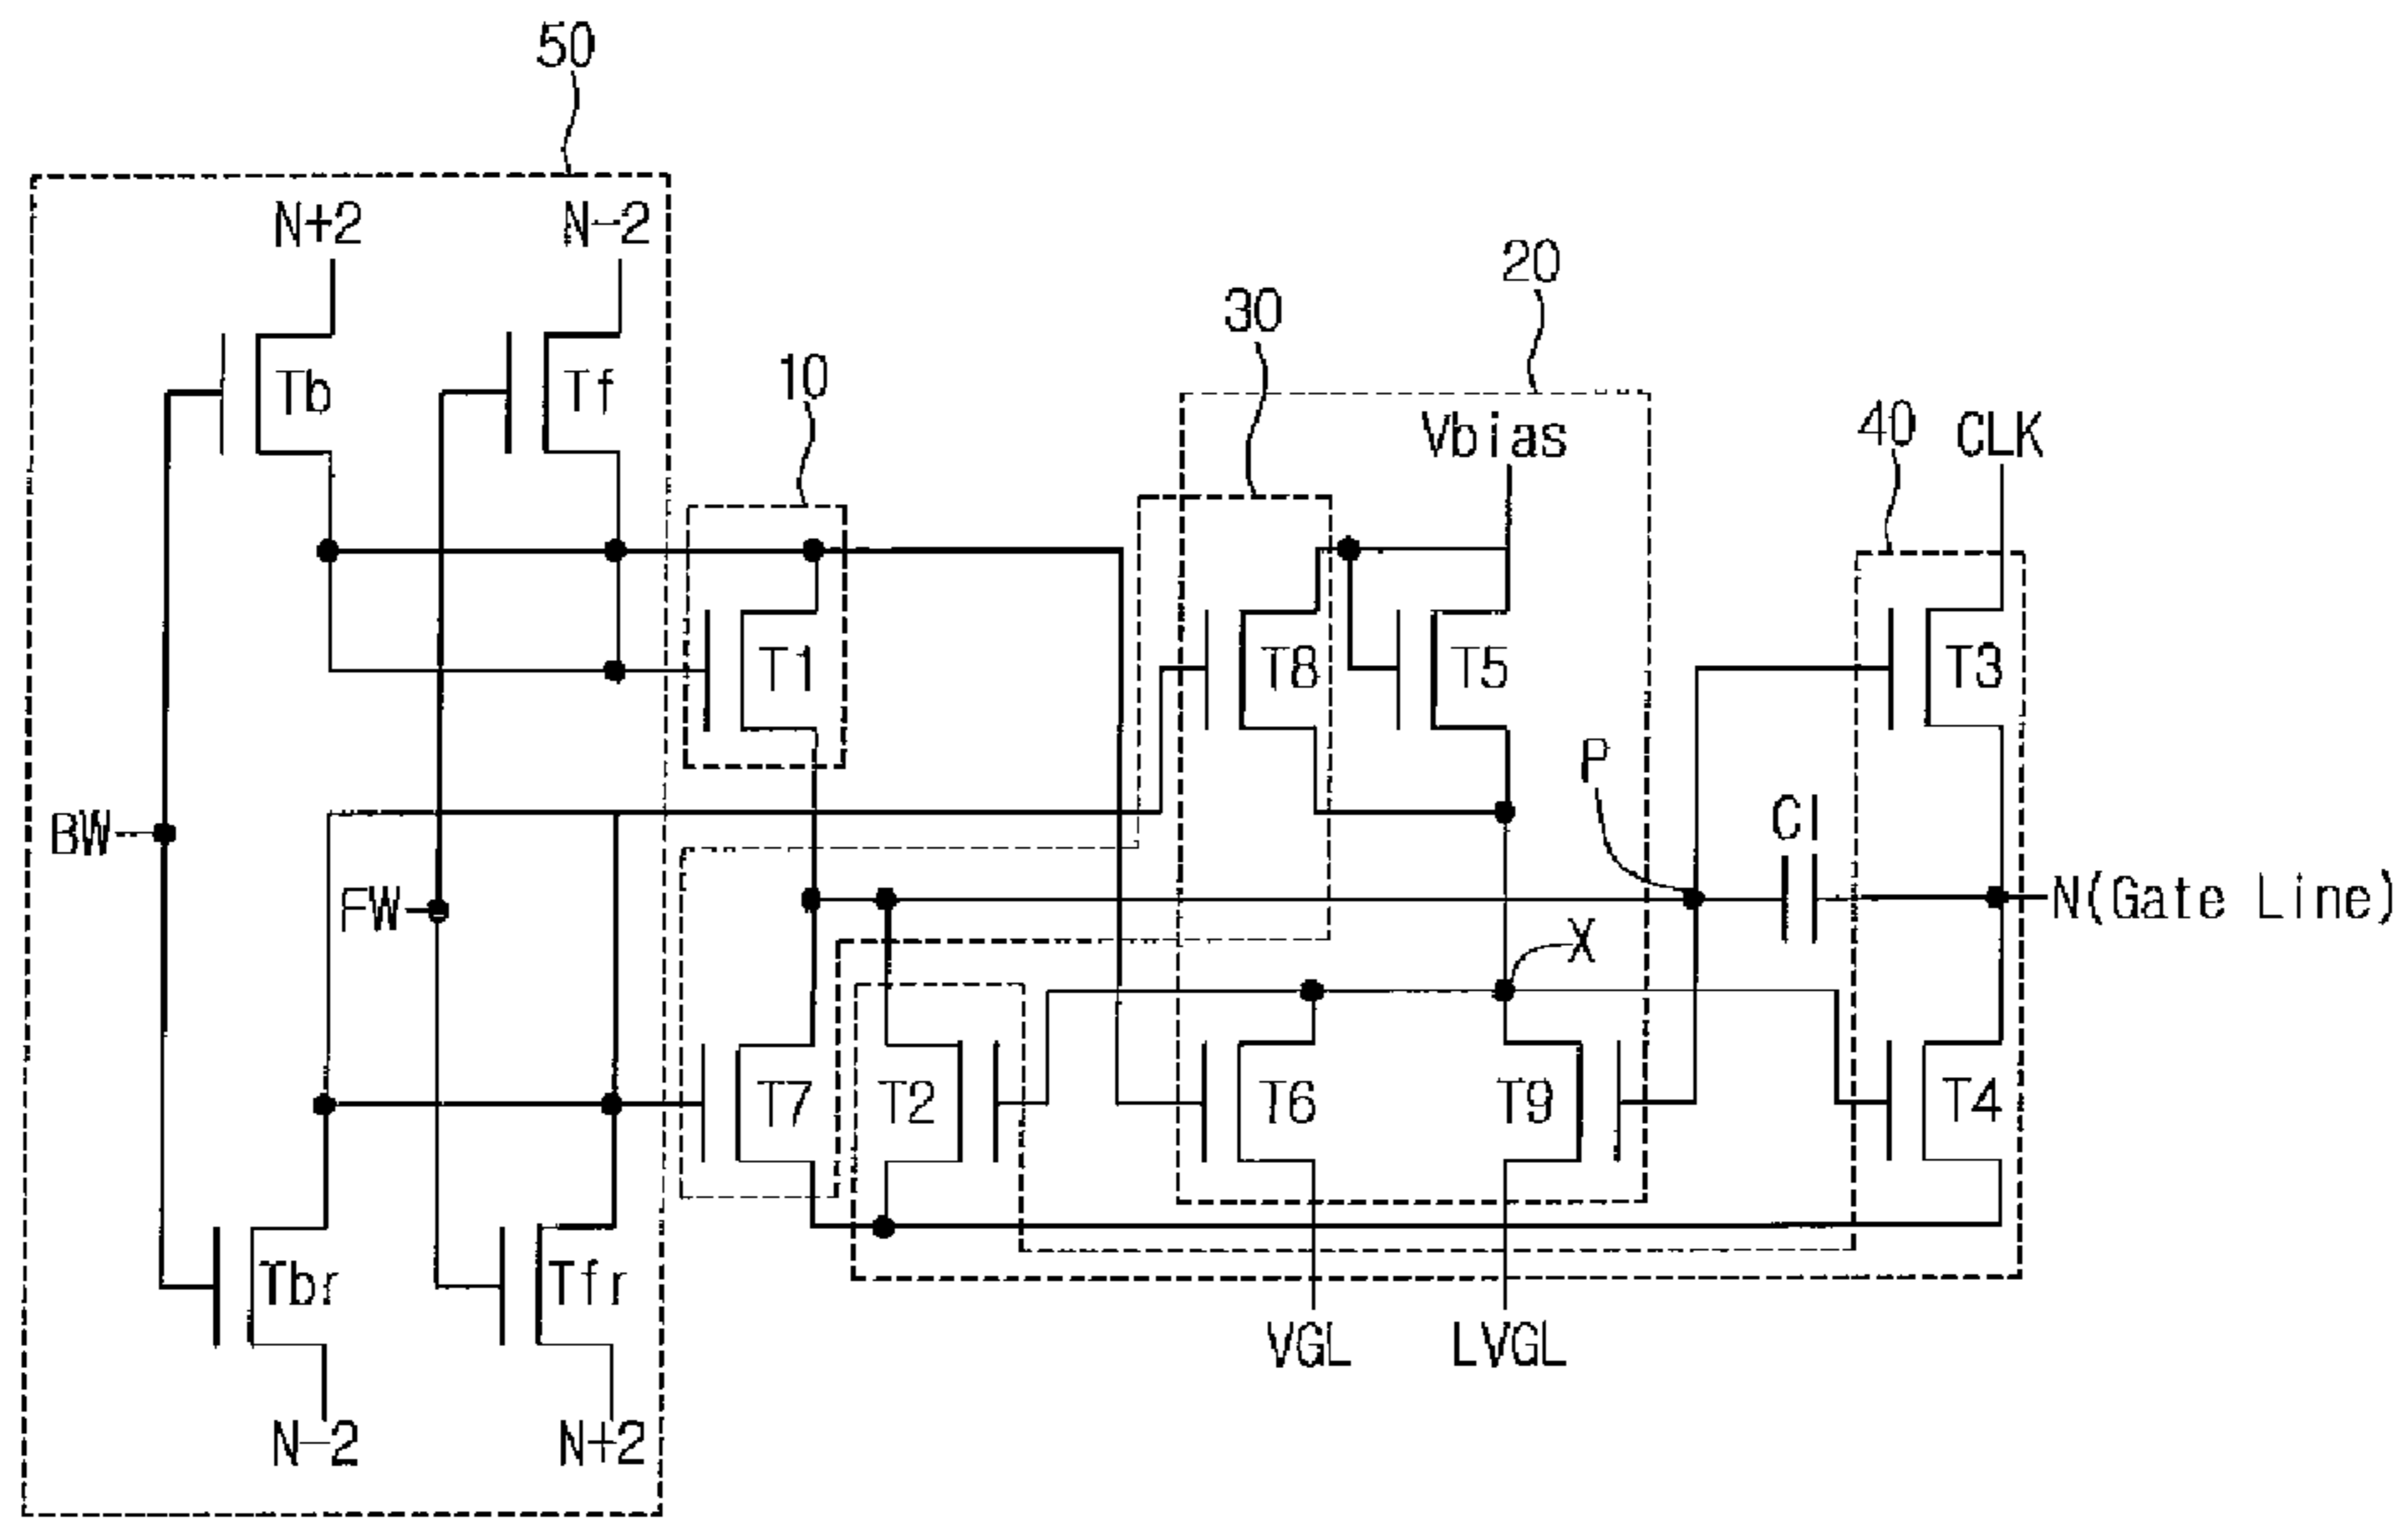 50
N+2
N-2
20
30
10
Tb
Tf
Vbias
40
CLK
T1
T8
T5
T3
P
CI
BW
FW
N(Gate Line)
X
T7
T2
T6
T9
T4
Tbr
Tfr
VGL
LVGL
N-2
N+2